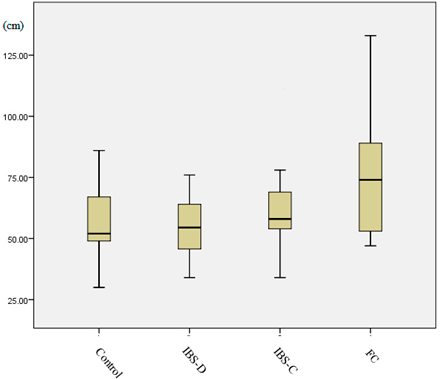 (cm)
125.00
100.00
75.00
50.00
25.00
Control
IBS-D
IBS-C
FC